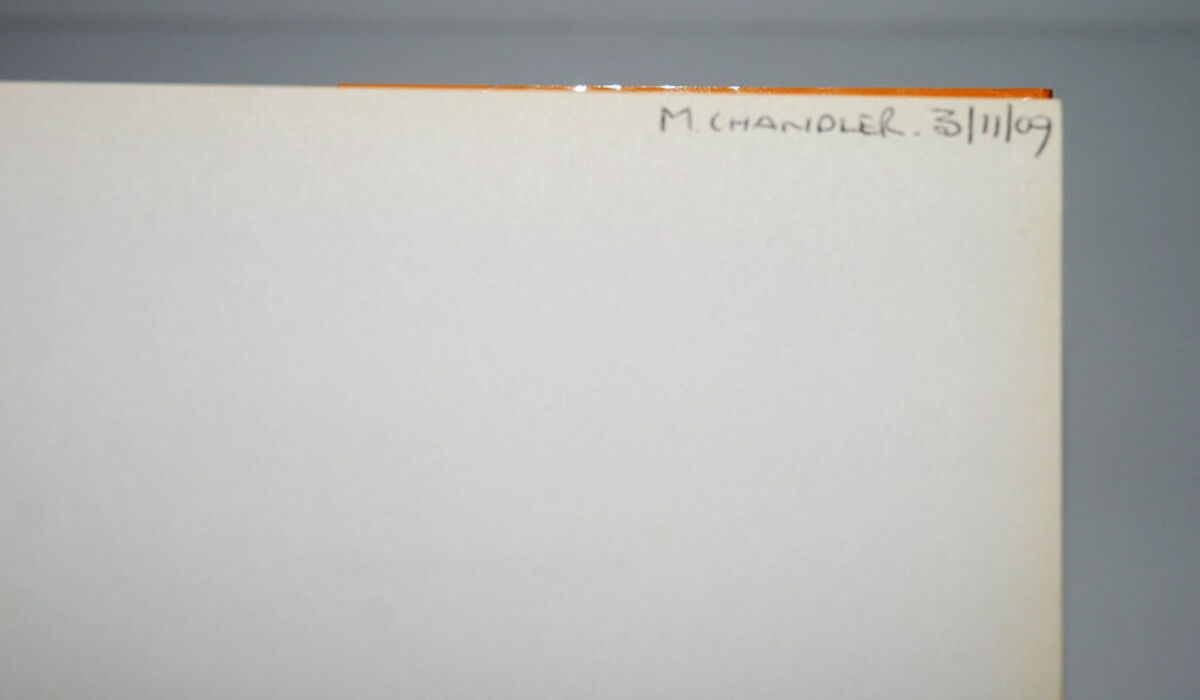 M. CHANDLER. 3/11/09